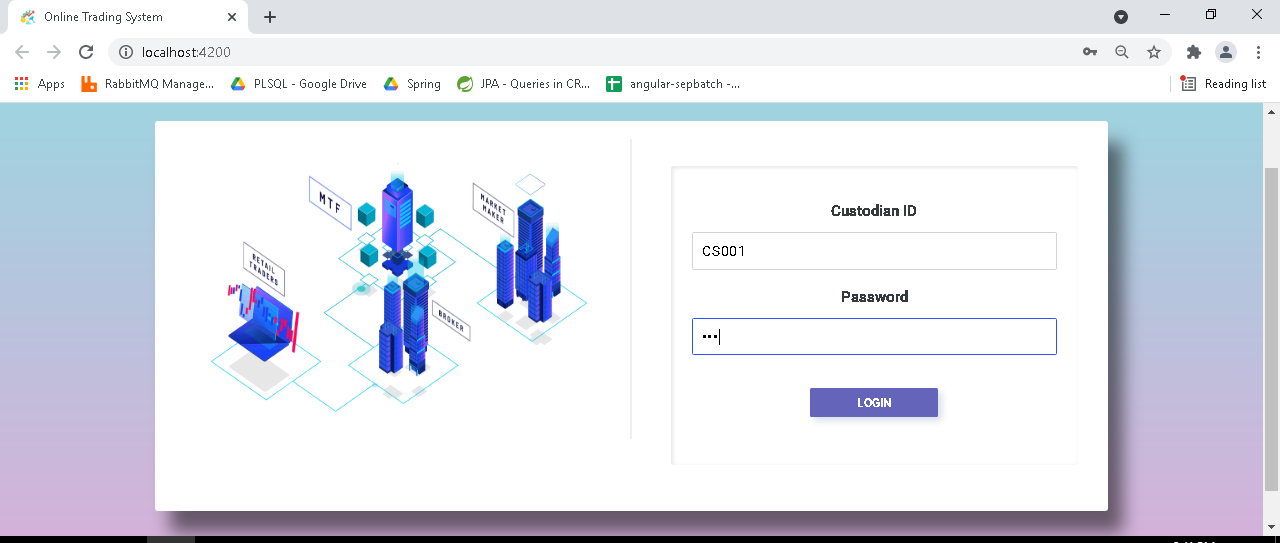 Online Trading System
localhost:4200
Apps RabbitMQ Manage... PLSQL - Google Drive Spring JPA - Queries in CR... angular-sepbatch -... Reading list
MTF
MARKET
MAKER
RETAIL
TRADERS
BROKER
Custodian ID
CS001
Password
•••
LOGIN